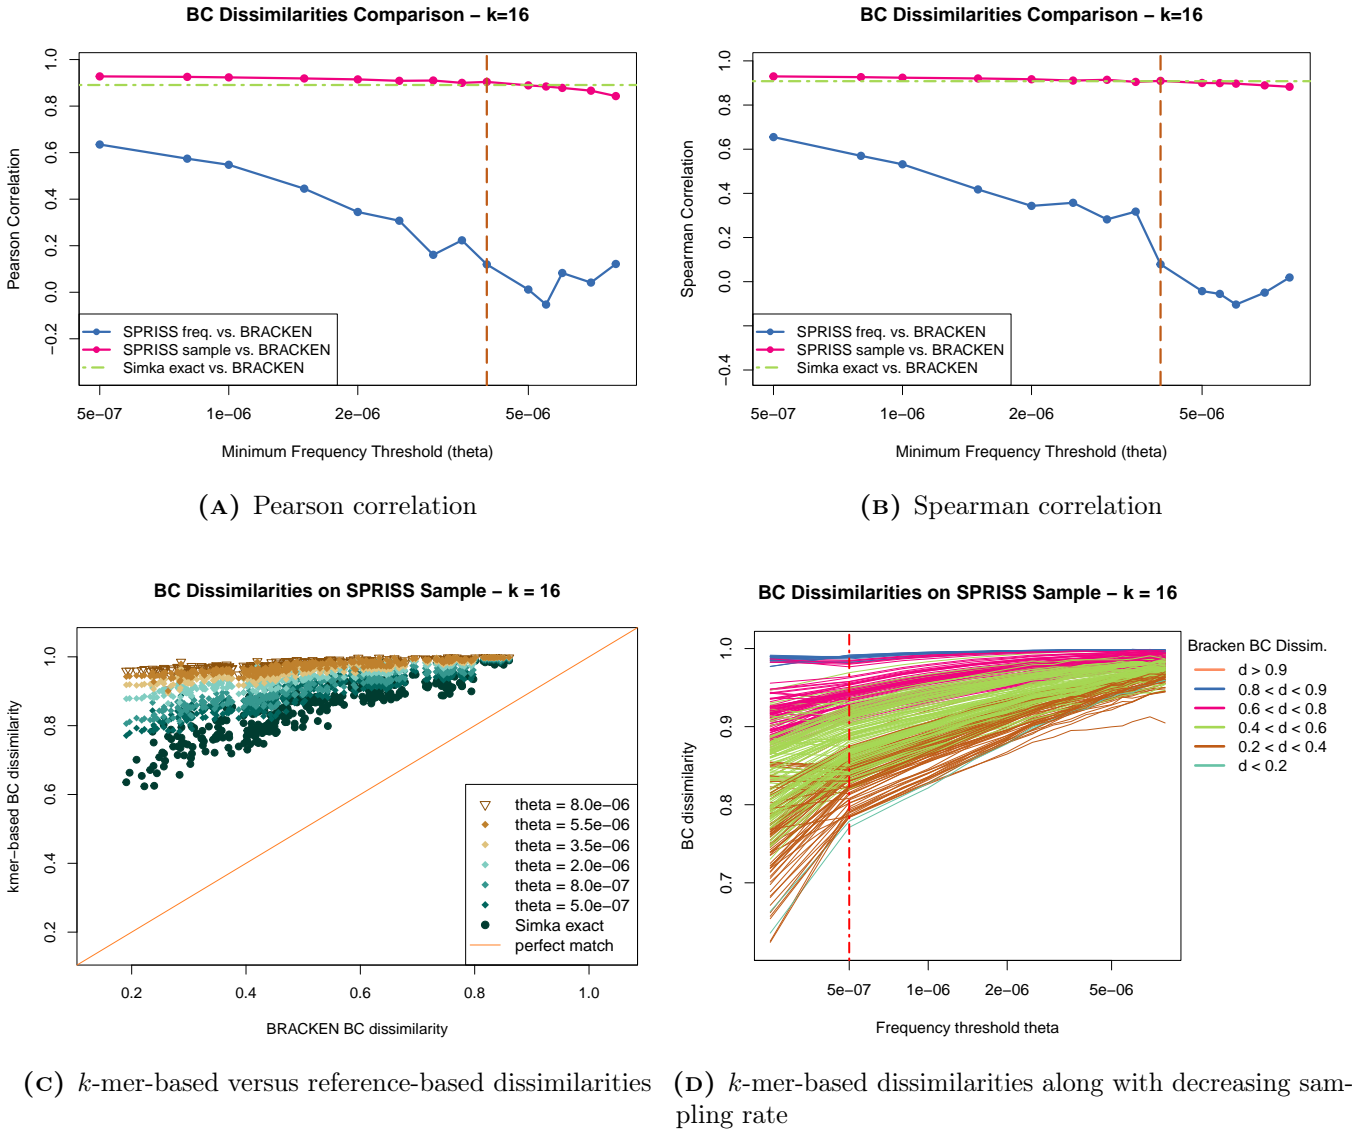 BC Dissimilarities Comparison − k=16
Pearson Correlation
1.0
0.8
0.6
0.4
0.2
0.0
−0.2
SPRISS freq. vs. BRACKEN
SPRISS sample vs. BRACKEN
Simka exact vs. BRACKEN
5e−07
1e−06
2e−06
5e−06
Minimum Frequency Threshold (theta)
(A) Pearson correlation
BC Dissimilarities Comparison − k=16
Spearman Correlation
1.0
0.8
0.6
0.4
0.2
0.0
−0.4
SPRISS freq. vs. BRACKEN
SPRISS sample vs. BRACKEN
Simka exact vs. BRACKEN
5e−07
1e−06
2e−06
5e−06
Minimum Frequency Threshold (theta)
(B) Spearman correlation
BC Dissimilarities on SPRISS Sample − k = 16
kmer−based BC dissimilarity
1.0
0.8
0.6
0.4
0.2
theta = 8.0e−06
theta = 5.5e−06
theta = 3.5e−06
theta = 2.0e−06
theta = 8.0e−07
theta = 5.0e−07
Simka exact
perfect match
0.2
0.4
0.6
0.8
1.0
BRACKEN BC dissimilarity
(C) k-mer-based versus reference-based dissimilarities
BC Dissimilarities on SPRISS Sample − k = 16
BC dissimilarity
1.0
0.9
0.8
0.7
Bracken BC Dissim.
d > 0.9
0.8 < d < 0.9
0.6 < d < 0.8
0.4 < d < 0.6
0.2 < d < 0.4
d < 0.2
5e−07
1e−06
2e−06
5e−06
Frequency threshold theta
(D) k-mer-based dissimilarities along with decreasing sam-
pling rate